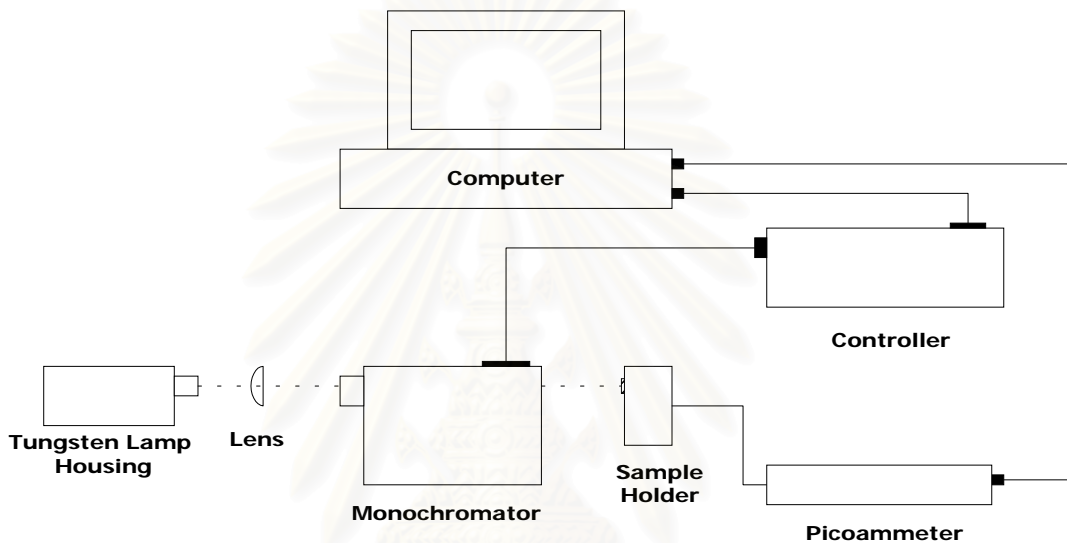 Computer
Controller
Tungsten Lamp
Housing
Lens
Monochromator
Sample
Holder
Picoammeter